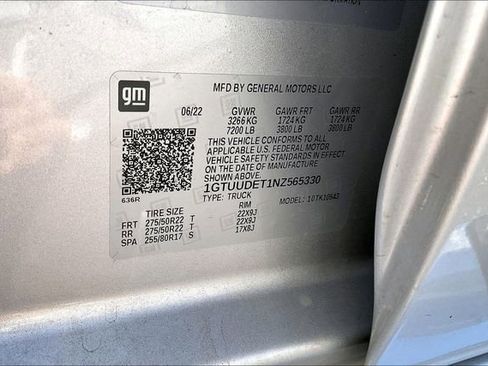 gm
MFD BY GENERAL MOTORS LLC
06/22 GVWR GAWR FRT GAWR RR
3266 KG 1724 KG 1724 KG
7200 LB 3800 LB 3800 LB
THIS VEHICLE CONFORMS TO ALL
APPLICABLE U.S. FEDERAL MOTOR
VEHICLE SAFETY STANDARDS IN EFFECT
ON THE DATE OF MANUFACTURE
SHOWN ABOVE.
1GTUUDET1NZ565330
TYPE: TRUCK MODEL: 10TK10543
636R
TIRE SIZE RIM
FRT 275/50R22 T 22X9J
RR 275/50R22 T 22X9J
SPA 255/80R17 S 17X8J